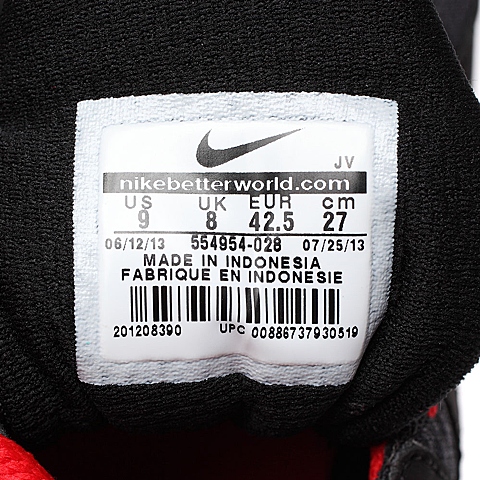 JV
nikebetterworld.com
US UK EUR cm
9 8 42.5 27
06/12/13 554954-028 07/25/13
MADE IN INDONESIA
FABRIQUE EN INDONESIE
201208390 UPC 00886737930519